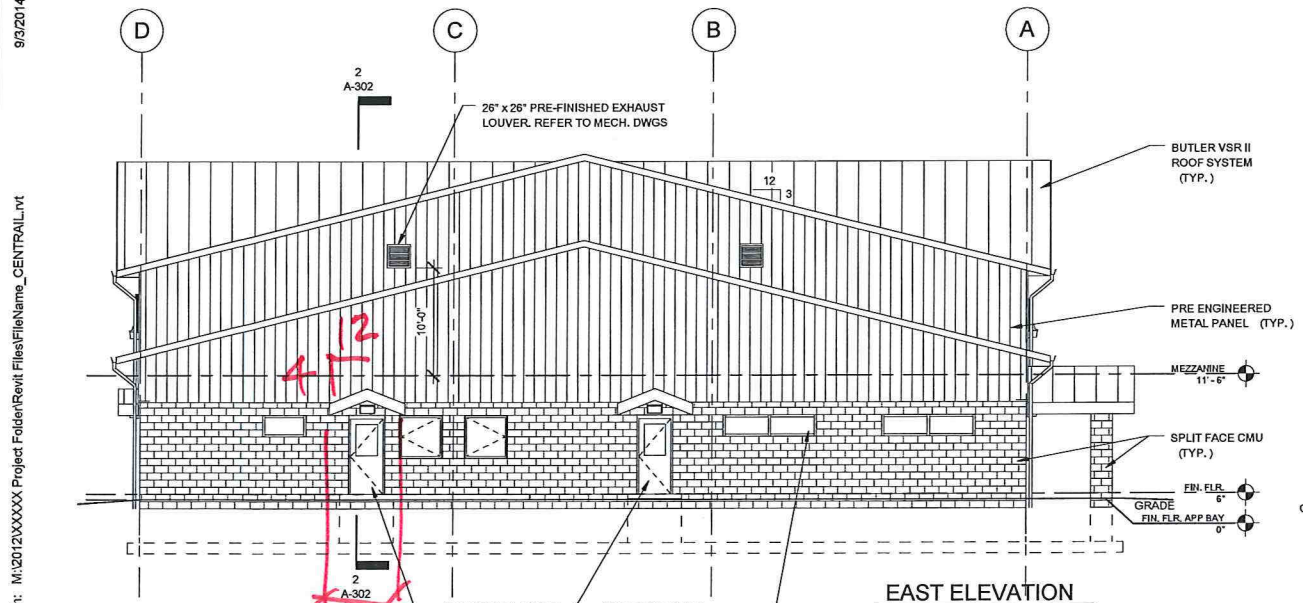 9/3/2014
n: M:\2012\XXXXX Project Folder\Revit Files\FileName_CENTRAIL.rvt
D
C
B
A
2
A-302
26" x 26" PRE-FINISHED EXHAUST
LOUVER. REFER TO MECH. DWGS
12
3
BUTLER VSR II
ROOF SYSTEM
(TYP.)
10'-0"
12
4
PRE ENGINEERED
METAL PANEL (TYP.)
MEZZANINE
11' - 6"
SPLIT FACE CMU
(TYP.)
FIN. FLR.
6"
GRADE
FIN. FLR. APP BAY
0"
2
A-302
EAST ELEVATION